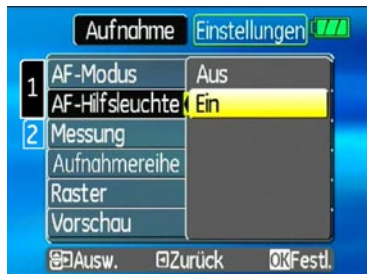 Aufnahme Einstellungen
1 AF-Modus Aus
AF-Hilfsleuchte Ein
2 Messung
Aufnahmereihe
Raster
Vorschau
Ausw. Zurück OK Festl.